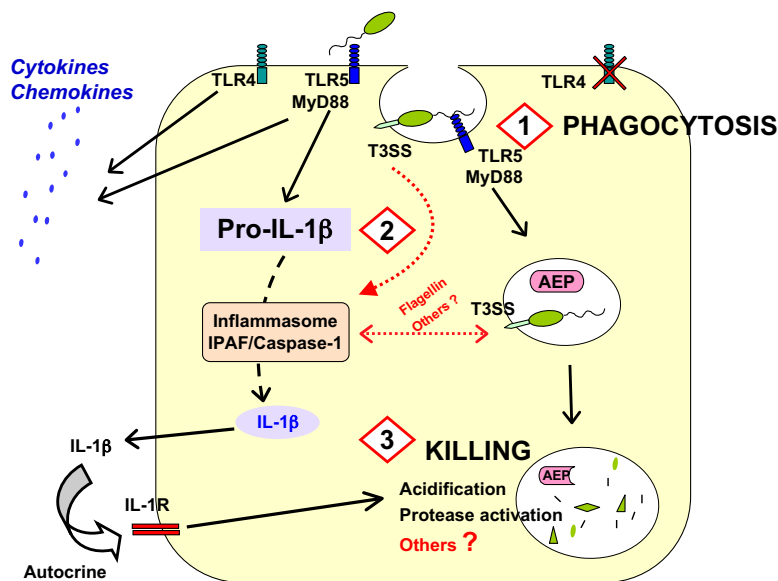 Cytokines
Chemokines
TLR4
TLR5
MyD88
TLR4
1
PHAGOCYTOSIS
T3SS
TLR5
MyD88
Pro-IL-1β
2
AEP
T3SS
Flagellin
Others ?
Inflammasome
IPAF/Caspase-1
IL-1β
IL-1β
3
KILLING
AEP
Acidification
Protease activation
Others ?
IL-1R
Autocrine